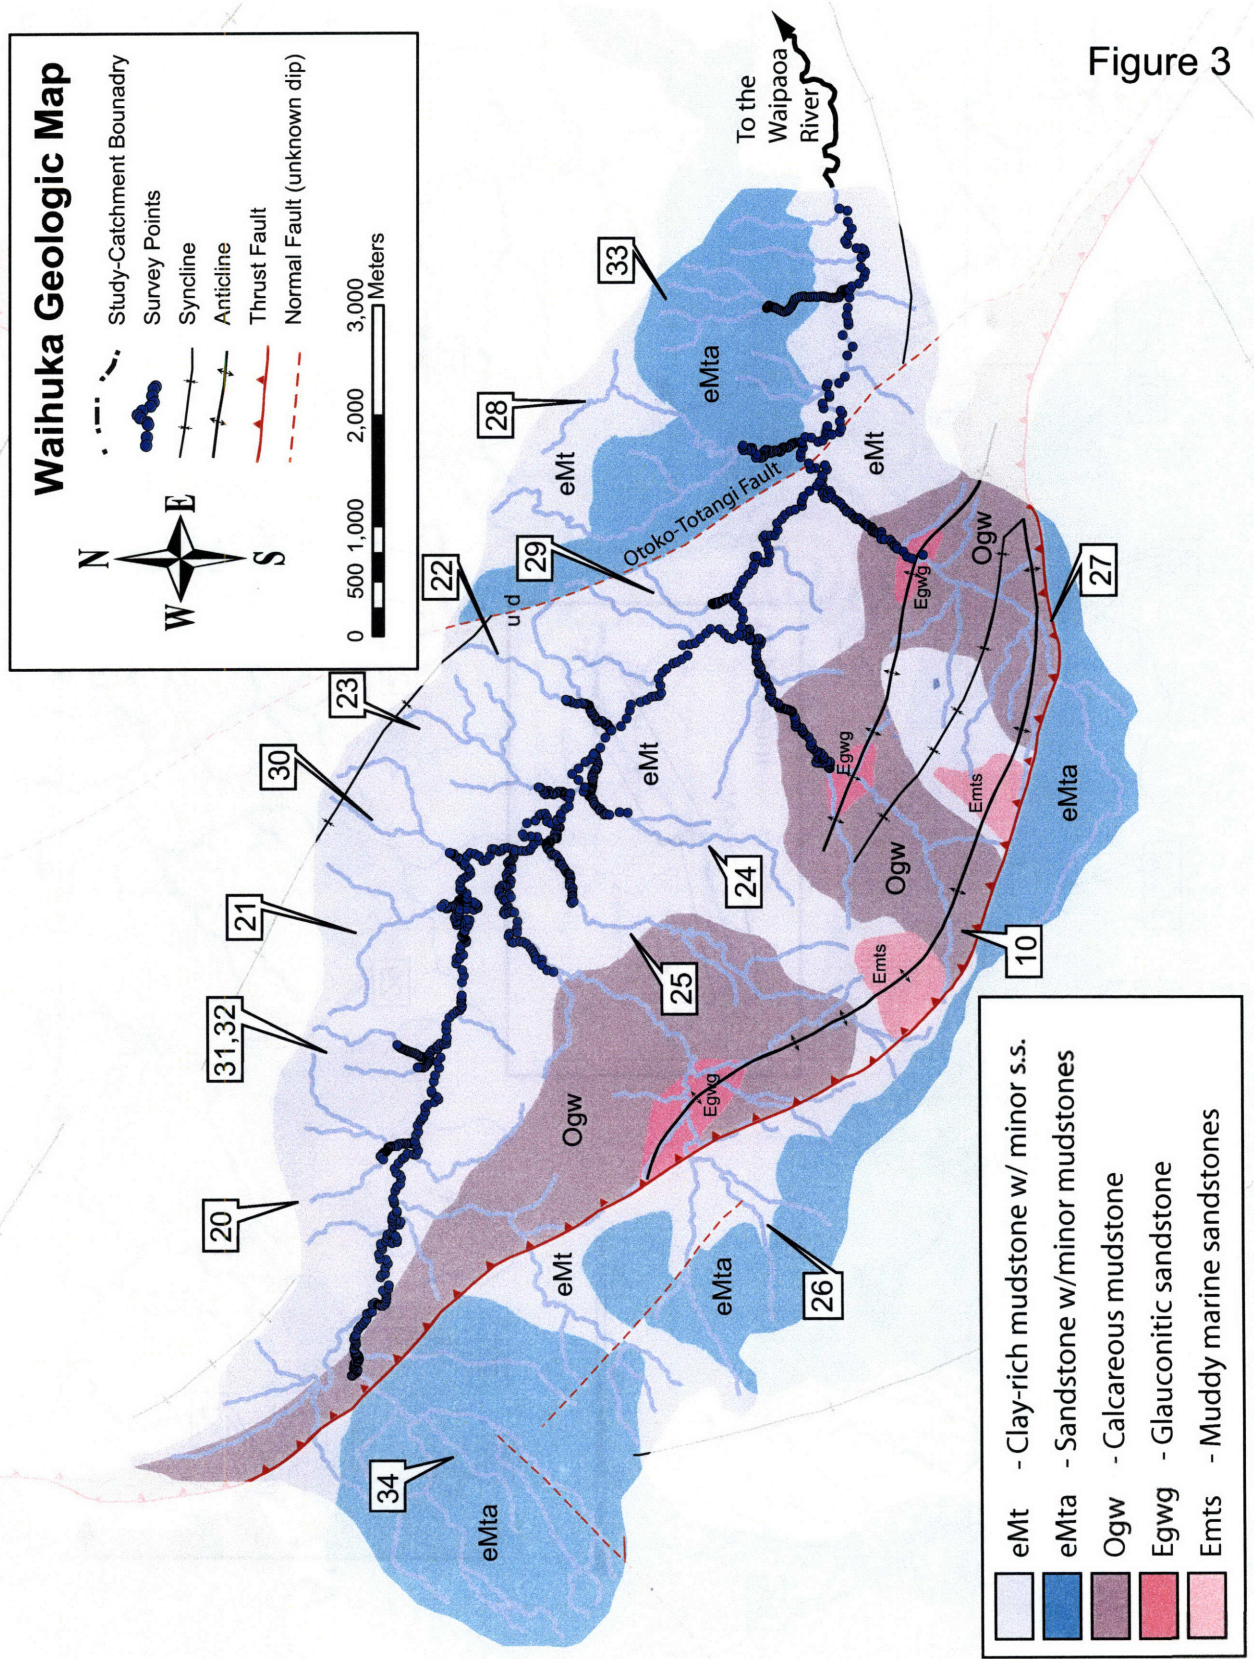 Figure 3
Waihuka Geologic Map
N
W
E
S
Study-Catchment Bounadry
Survey Points
Syncline
Anticline
Thrust Fault
Normal Fault (unknown dip)
0 500 1,000 2,000 3,000
Meters
To the
Waipaoa
River
33
28
22
29
23
30
21
31,32
20
34
26
25
24
10
27
eMta
eMt
eMt
Otoko-Totangi Fault
u d
eMt
Egwg
Ogw
Egwg
Emts
Ogw
eMta
Emts
Ogw
Egwg
eMt
eMta
eMta
eMt - Clay-rich mudstone w/ minor s.s.
eMta - Sandstone w/minor mudstones
Ogw - Calcareous mudstone
Egwg - Glauconitic sandstone
Emts - Muddy marine sandstones